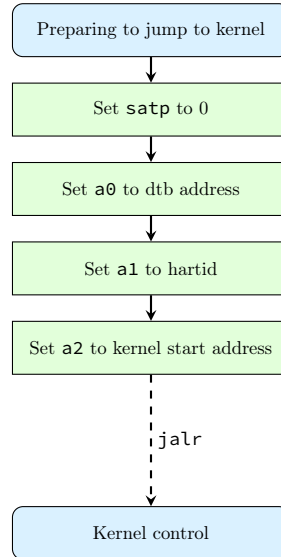 Preparing to jump to kernel
Set satp to 0
Set a0 to dtb address
Set a1 to hartid
Set a2 to kernel start address
jalr
Kernel control